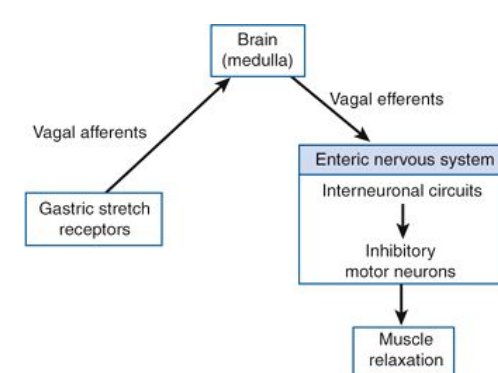 Brain
(medulla)
Vagal efferents
Vagal afferents
Enteric nervous system
Interneuronal circuits
Gastric stretch
receptors
Inhibitory
motor neurons
Muscle
relaxation